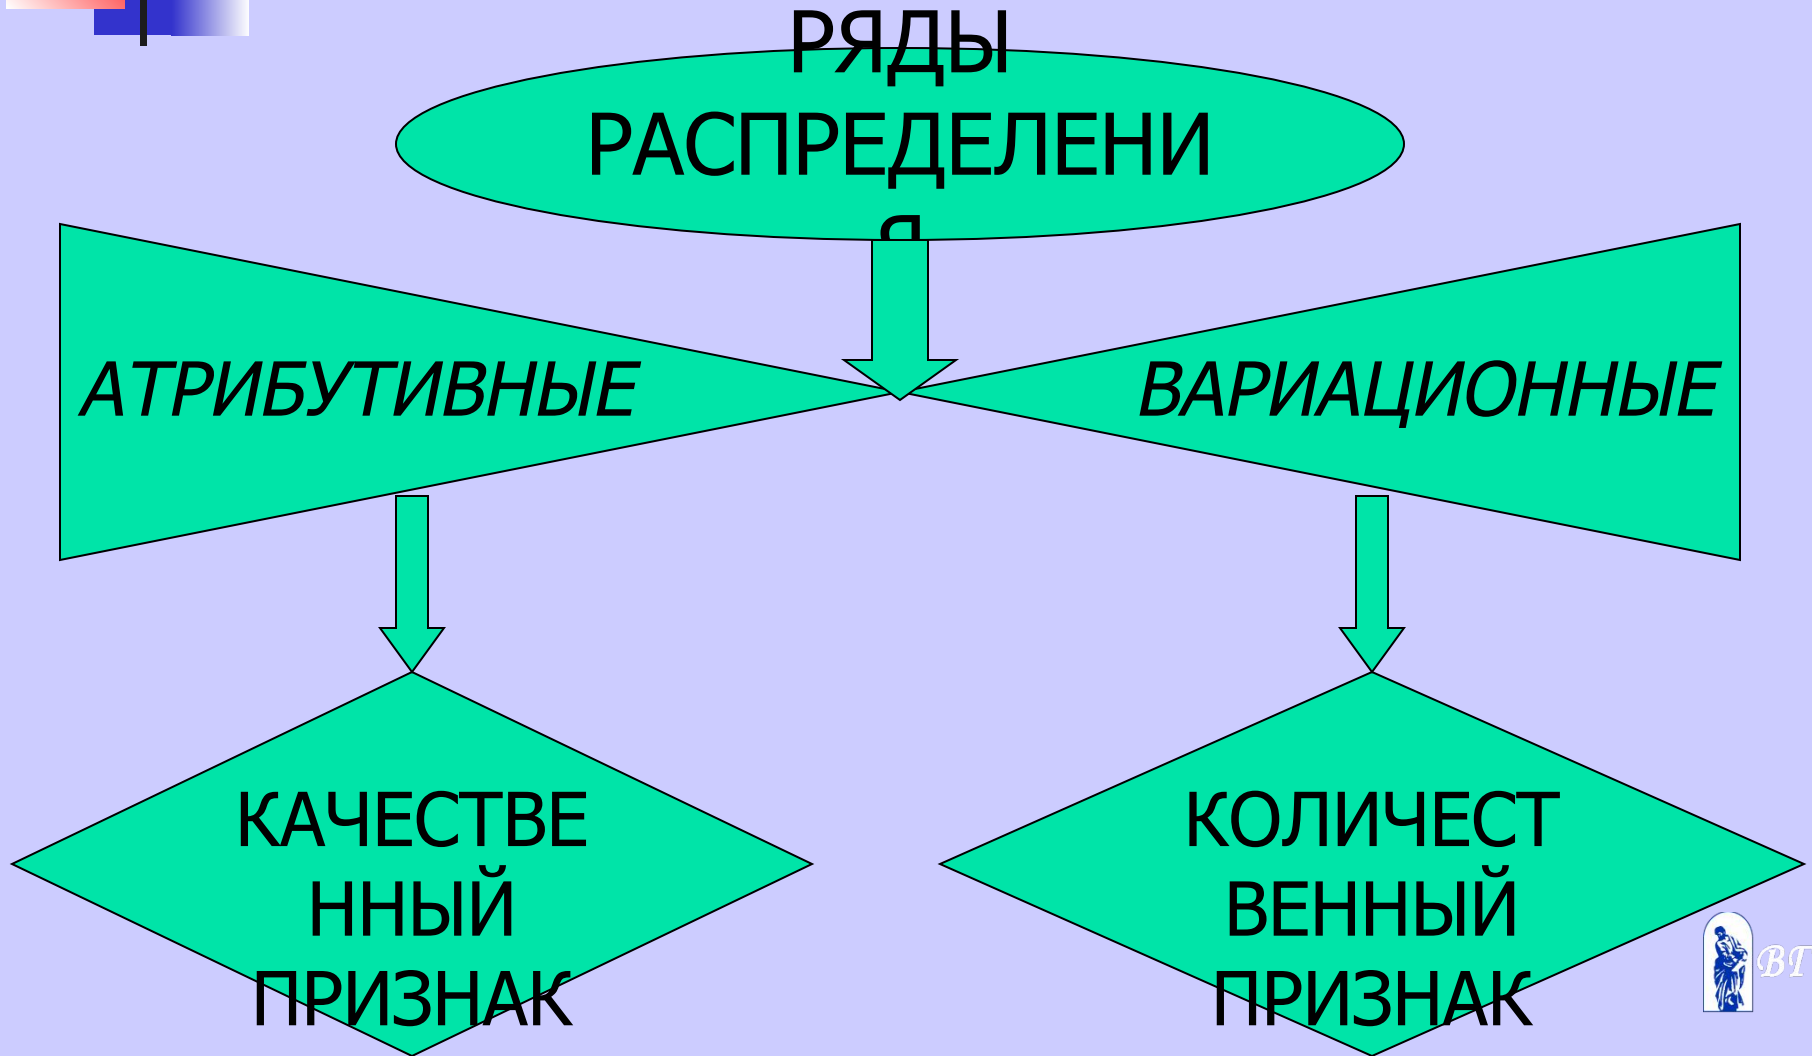 РЯДЫ
РАСПРЕДЕЛЕНИ
Я
АТРИБУТИВНЫЕ
ВАРИАЦИОННЫЕ
КАЧЕСТВЕ
ННЫЙ
ПРИЗНАК
КОЛИЧЕСТ
ВЕННЫЙ
ПРИЗНАК